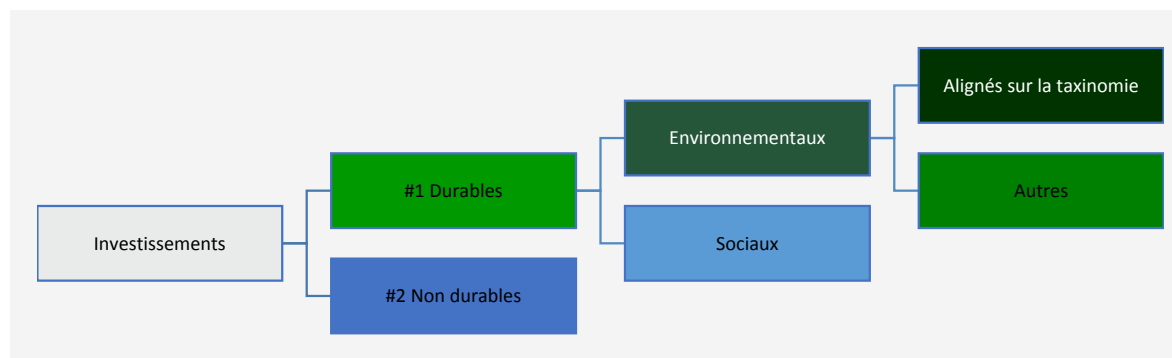 Investissements
#1 Durables
#2 Non durables
Environnementaux
Sociaux
Alignés sur la taxinomie
Autres